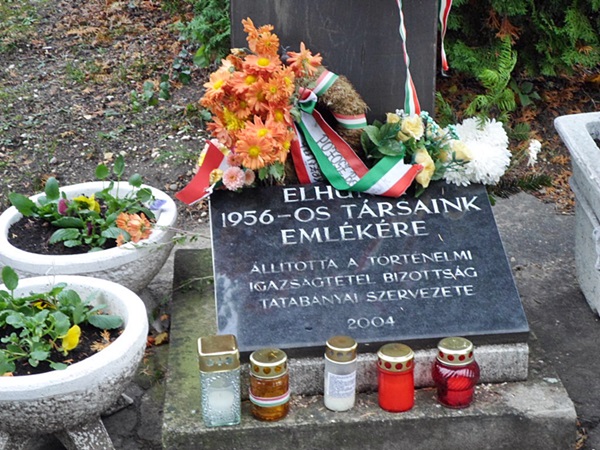 1956-OS TÁRSAINK
EMLÉKÉRE
ÁLLÍTOTTA A TÖRTÉNELMI
IGAZSÁGTÉTEL BIZOTTSÁG
TATABÁNYAI SZERVEZETE
2004